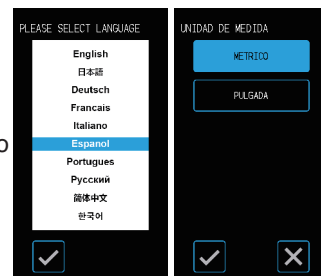 PLEASE SELECT LANGUAGE
English
日本語
Deutsch
Francais
Italiano
Espanol
Portugues
Русский
简体中文
한국어
UNIDAD DE MEDIDA
METRICO
PULGADA
o